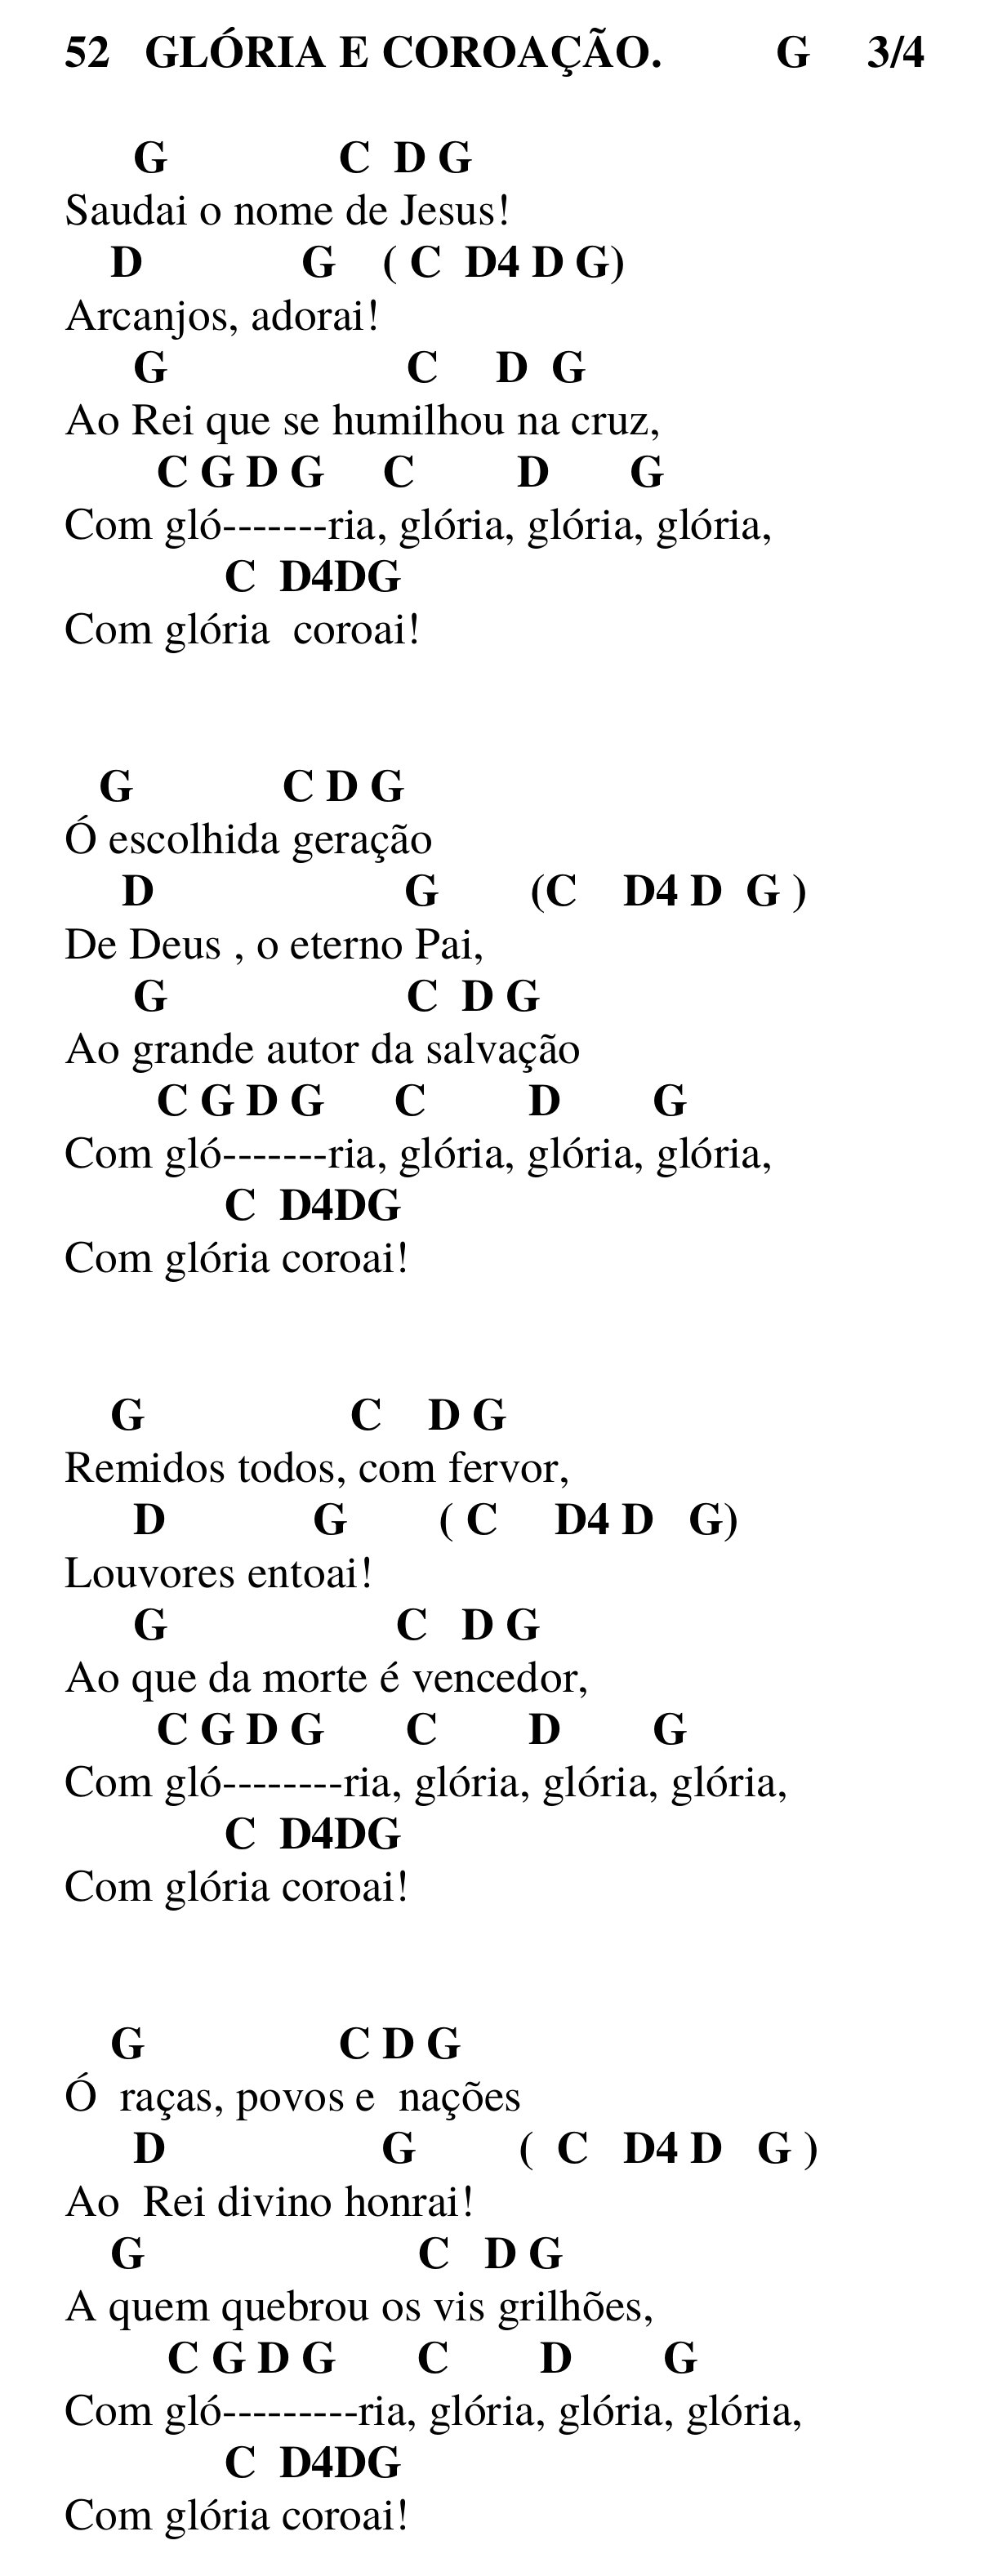 52   GLÓRIA E COROAÇÃO.          G     3/4
      G               C  D G
Saudai o nome de Jesus!
    D              G    ( C  D4 D G)
Arcanjos, adorai!
      G                     C     D  G
Ao Rei que se humilhou na cruz,
        C G D G     C         D       G
Com gló-------ria, glória, glória, glória,
              C  D4DG
Com glória  coroai!
   G             C D G
Ó escolhida geração
     D                      G        (C    D4 D  G )
De Deus , o eterno Pai,
      G                     C  D G
Ao grande autor da salvação
        C G D G      C         D        G
Com gló-------ria, glória, glória, glória,
              C  D4DG
Com glória coroai!
    G                  C    D G
Remidos todos, com fervor,
      D             G        ( C     D4 D   G)
Louvores entoai!
      G                    C   D G
Ao que da morte é vencedor,
        C G D G       C        D        G
Com gló--------ria, glória, glória, glória,
              C  D4DG
Com glória coroai!
    G                 C D G
Ó  raças, povos e  nações
      D                   G         (  C   D4 D   G )
Ao  Rei divino honrai!
    G                        C   D G
A quem quebrou os vis grilhões,
         C G D G       C        D        G
Com gló---------ria, glória, glória, glória,
              C  D4DG
Com glória coroai!